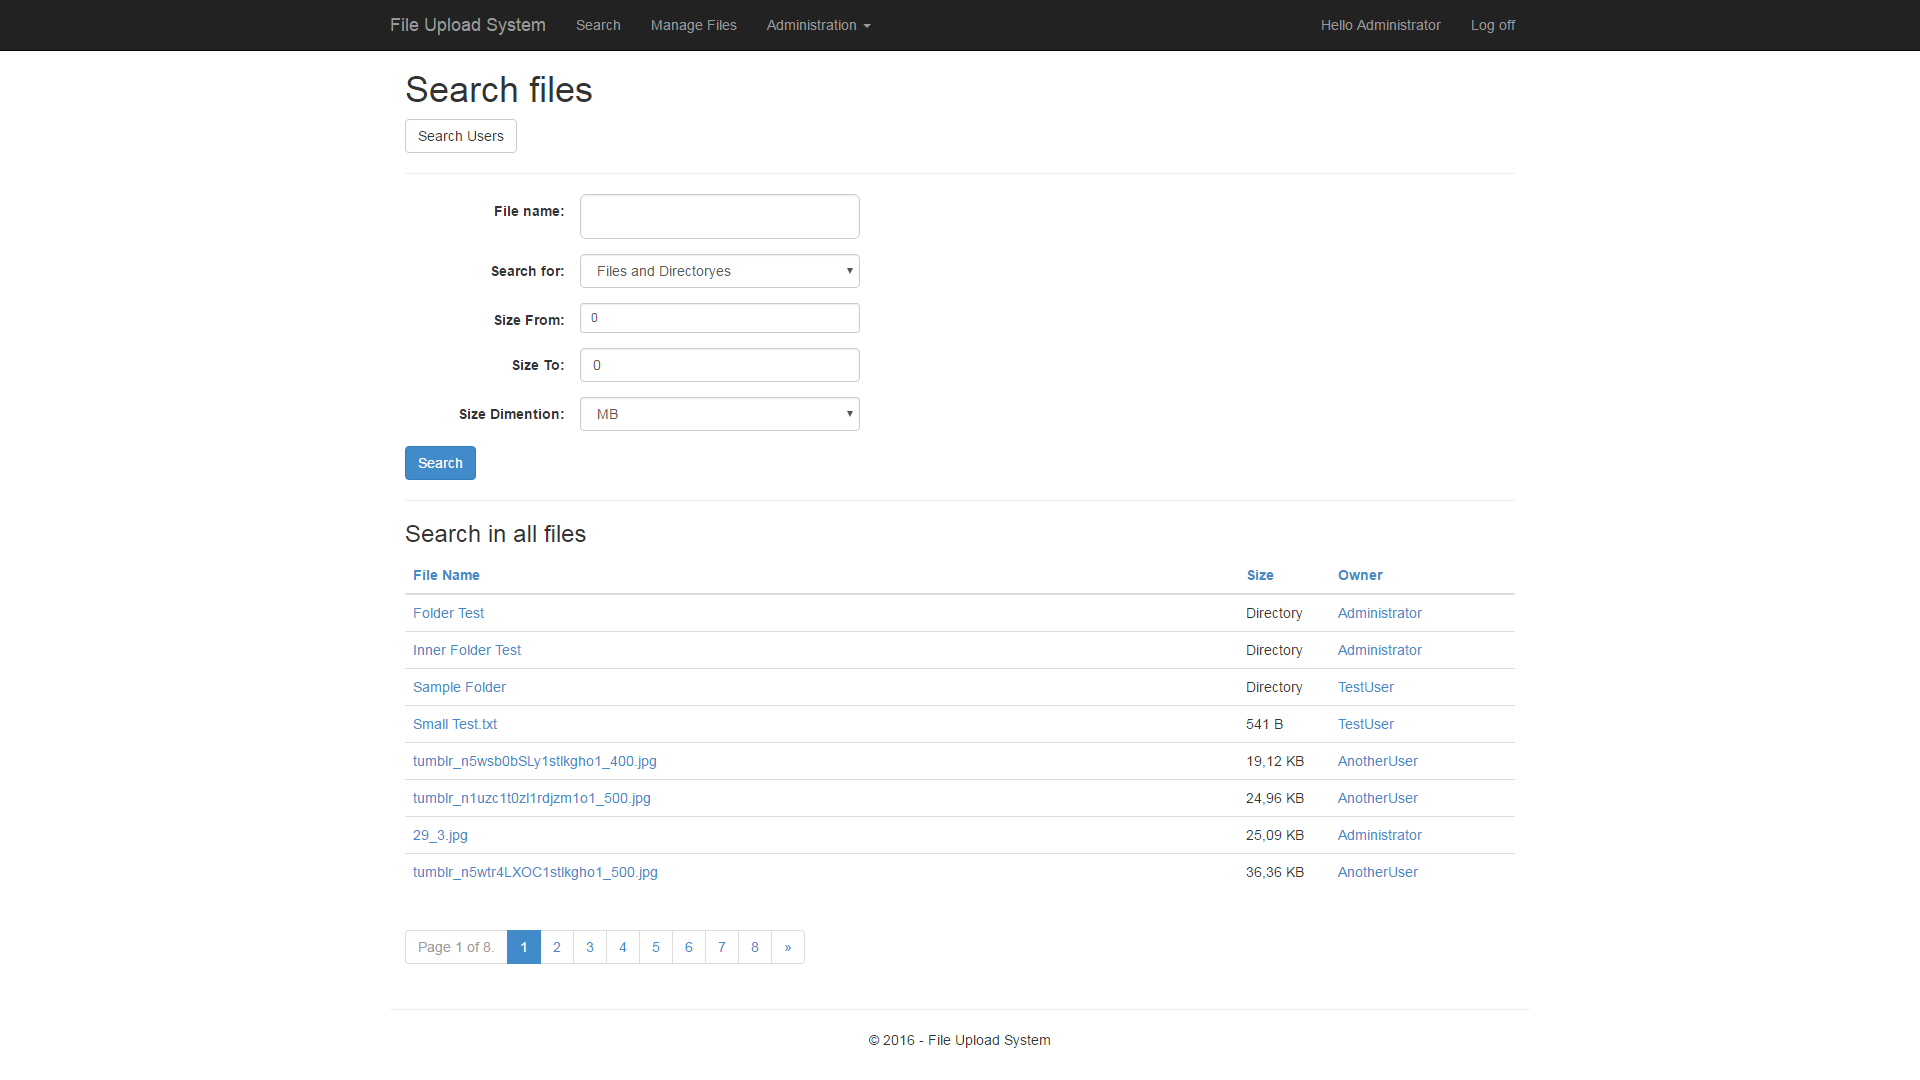 File Upload System Search Manage Files Administration Hello Administrator Log off
Search files
Search Users
File name:
Search for: Files and Directoryes
Size From: 0
Size To: 0
Size Dimention: MB
Search
Search in all files
File Name Size Owner
Folder Test Directory Administrator
Inner Folder Test Directory Administrator
Sample Folder Directory TestUser
Small Test.txt 541 B TestUser
tumblr_n5wsb0bSLy1stlkgho1_400.jpg 19,12 KB AnotherUser
tumblr_n1uzc1t0zl1rdjzm1o1_500.jpg 24,96 KB AnotherUser
29_3.jpg 25,09 KB Administrator
tumblr_n5wtr4LXOC1stlkgho1_500.jpg 36,36 KB AnotherUser
Page 1 of 8. 1 2 3 4 5 6 7 8 »
© 2016 - File Upload System